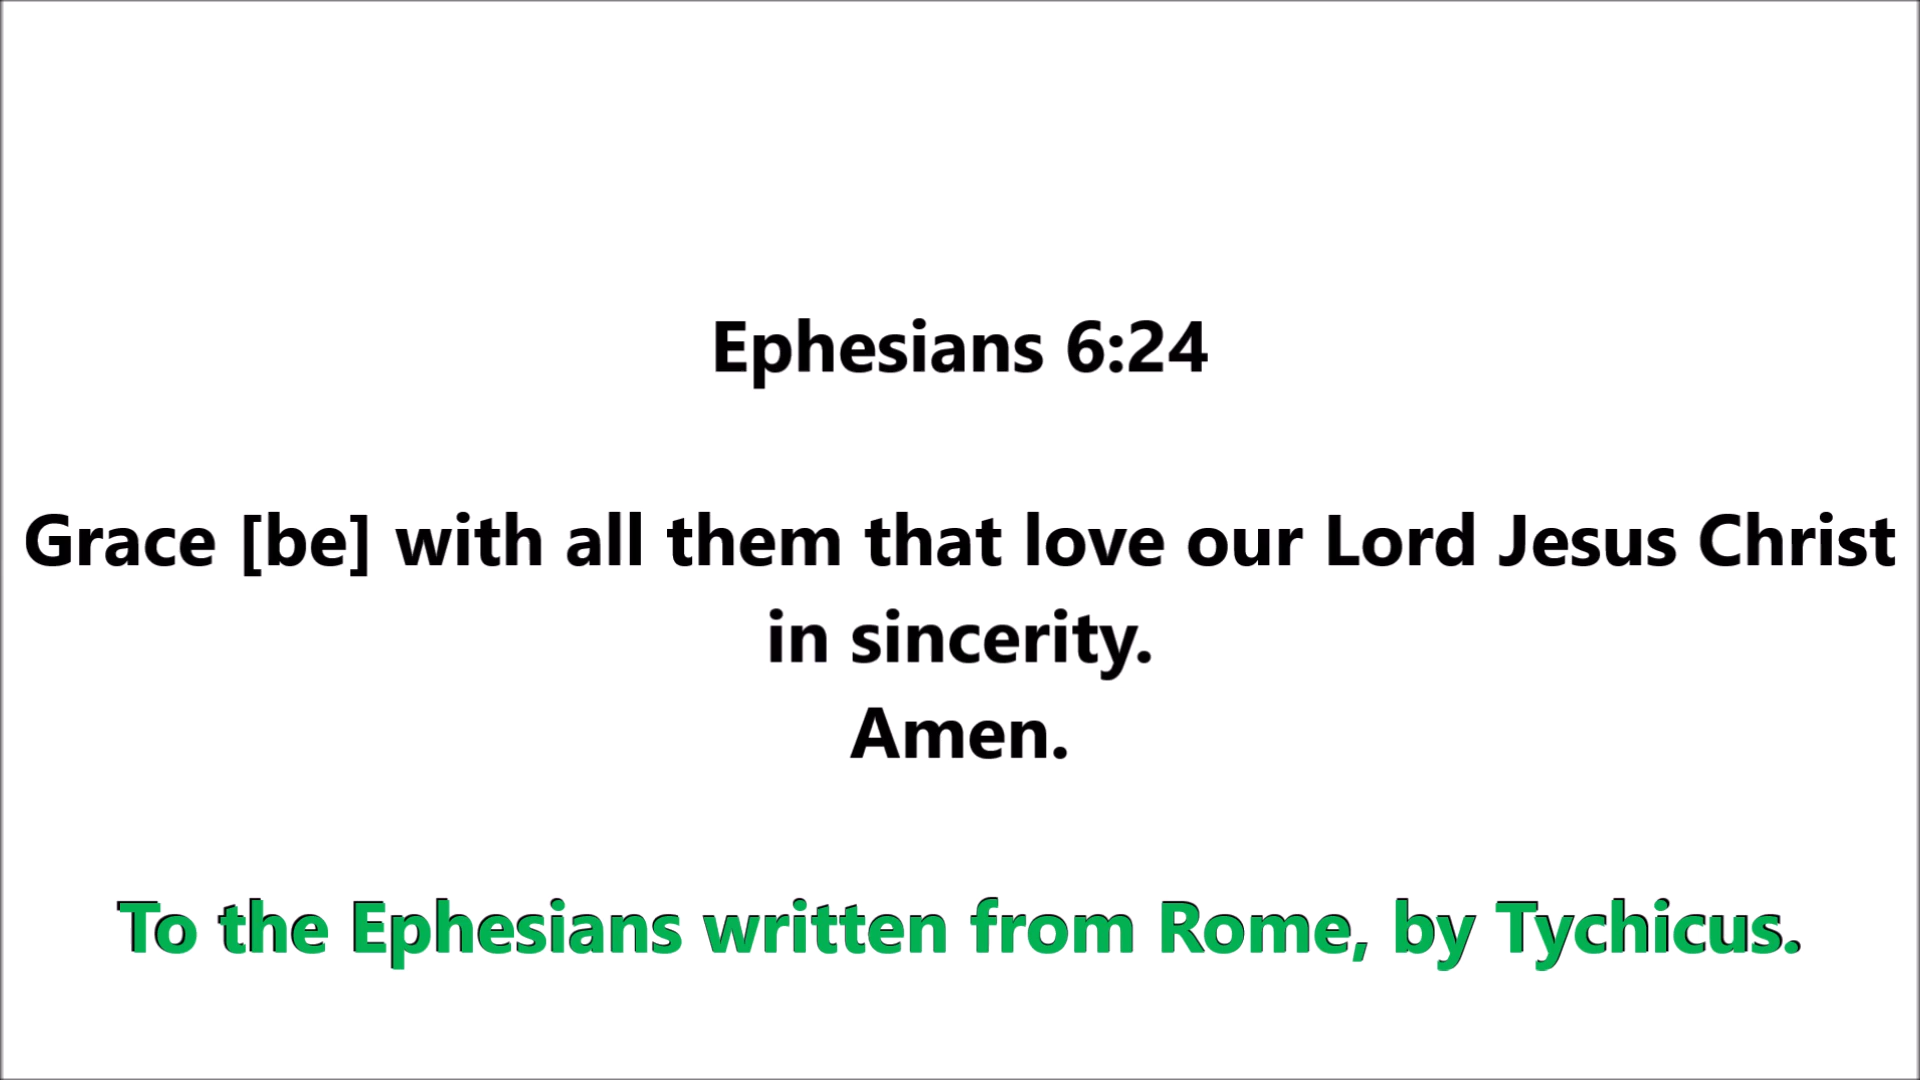 Ephesians 6:24
Grace [be] with all them that love our Lord Jesus Christ
in sincerity.
Amen.
To the Ephesians written from Rome, by Tychicus.